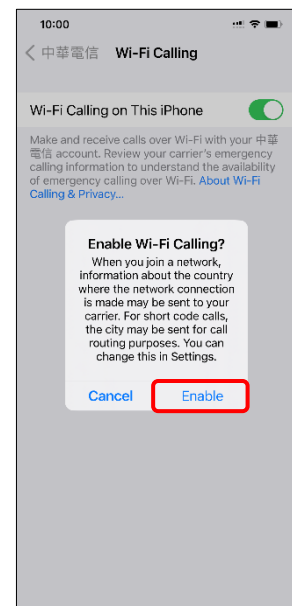 10:00
中華電信 Wi-Fi Calling
Wi-Fi Calling on This iPhone
Make and receive calls over Wi-Fi with your 中華
電信 account. Review your carrier's emergency
calling information to understand the availability
of emergency calling over Wi-Fi. About Wi-Fi
Calling & Privacy...
Enable Wi-Fi Calling?
When you join a network,
information about the country
where the network connection
is made may be sent to your
carrier. For short code calls,
the city may be sent for call
routing purposes. You can
change this in Settings.
Cancel Enable